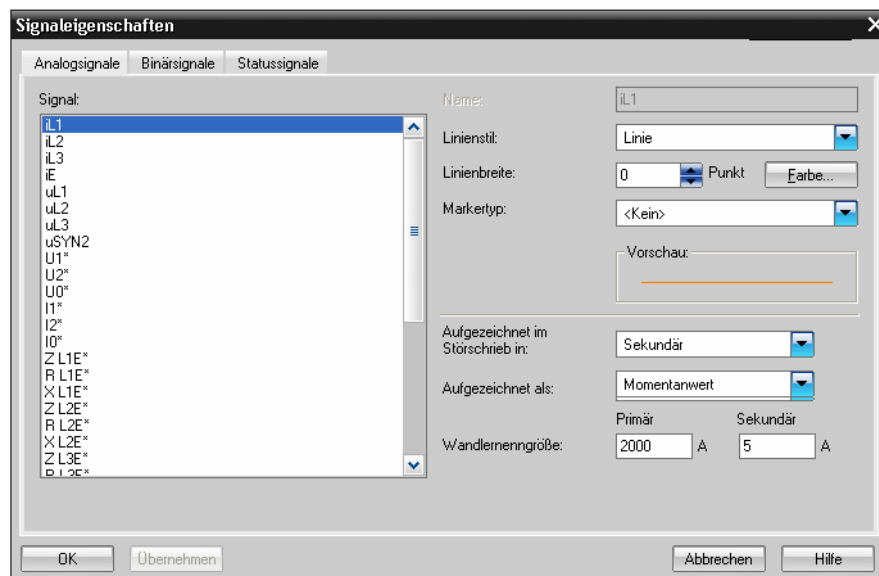 Signaleigenschaften
Analogsignale Binärsignale Statussignale
Signal:
iL1
iL2
iL3
iE
uL1
uL2
uL3
uSYN2
U1*
U2*
U0*
I1*
I2*
I0*
Z L1E*
R L1E*
X L1E*
Z L2E*
R L2E*
X L2E*
Z L3E*
R L3E*
Name: iL1
Linienstil: Linie
Linienbreite: 0 Punkt Farbe...
Markertyp: <Kein>
Vorschau:
Aufgezeichnet im
Störschrieb in: Sekundär
Aufgezeichnet als: Momentanwert
Primär Sekundär
Wandlernenngröße: 2000 A 5 A
OK Übernehmen Abbrechen Hilfe